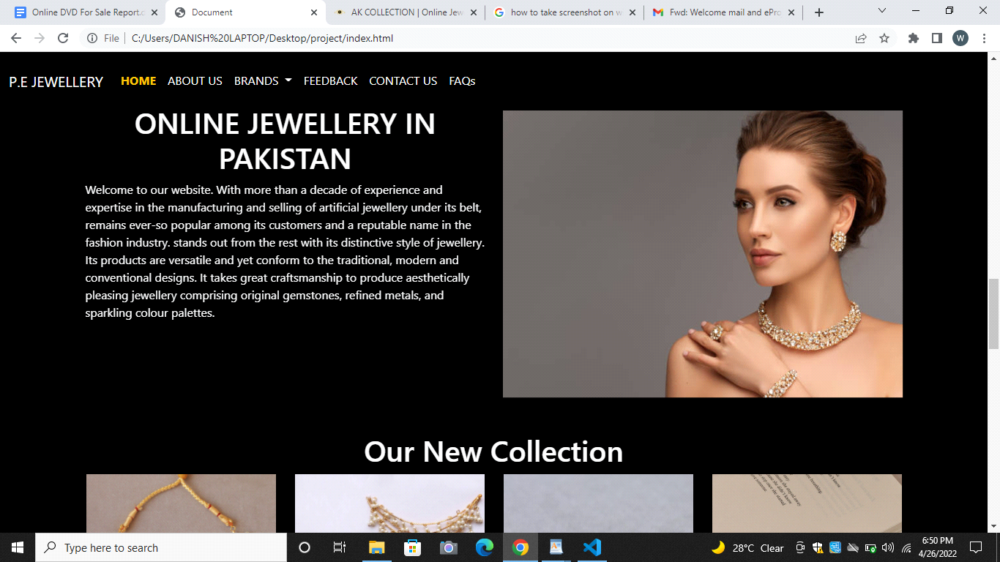 Online DVD For Sale Report.d
Document
AK COLLECTION | Online Jew
how to take screenshot on w
Fwd: Welcome mail and ePro
File
C:/Users/DANISH%20LAPTOP/Desktop/project/index.html
W
P.E JEWELLERY HOME ABOUT US BRANDS FEEDBACK CONTACT US FAQs
ONLINE JEWELLERY IN
PAKISTAN
Welcome to our website. With more than a decade of experience and
expertise in the manufacturing and selling of artificial jewellery under its belt,
remains ever-so popular among its customers and a reputable name in the
fashion industry. stands out from the rest with its distinctive style of jewellery.
Its products are versatile and yet conform to the traditional, modern and
conventional designs. It takes great craftsmanship to produce aesthetically
pleasing jewellery comprising original gemstones, refined metals, and
sparkling colour palettes.
Our New Collection
Type here to search
28°C Clear
6:50 PM
4/26/2022